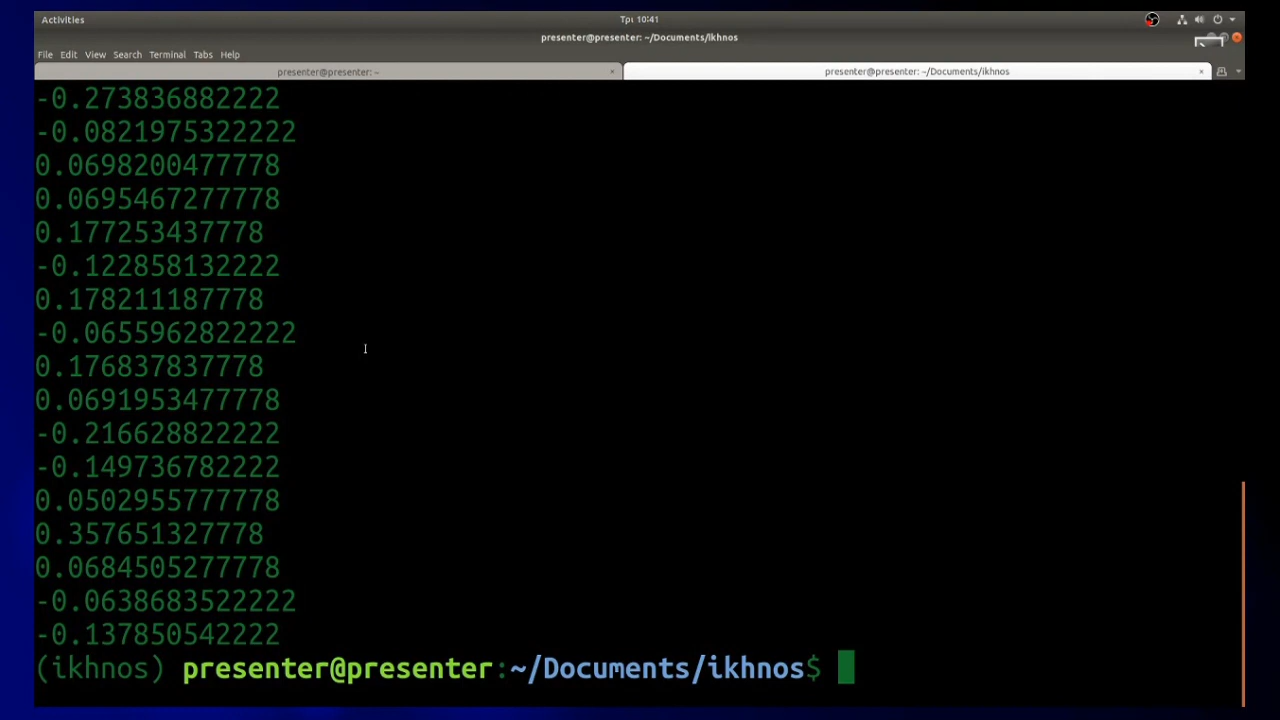 Activities
Τρι 10:41
presenter@presenter: ~/Documents/ikhnos
File Edit View Search Terminal Tabs Help
presenter@presenter: ~
presenter@presenter: ~/Documents/ikhnos
-0.273836882222
-0.0821975322222
0.0698200477778
0.0695467277778
0.177253437778
-0.122858132222
0.178211187778
-0.0655962822222
0.176837837778
0.0691953477778
-0.216628822222
-0.149736782222
0.0502955777778
0.357651327778
0.0684505277778
-0.0638683522222
-0.137850542222
(ikhnos) presenter@presenter:~/Documents/ikhnos$